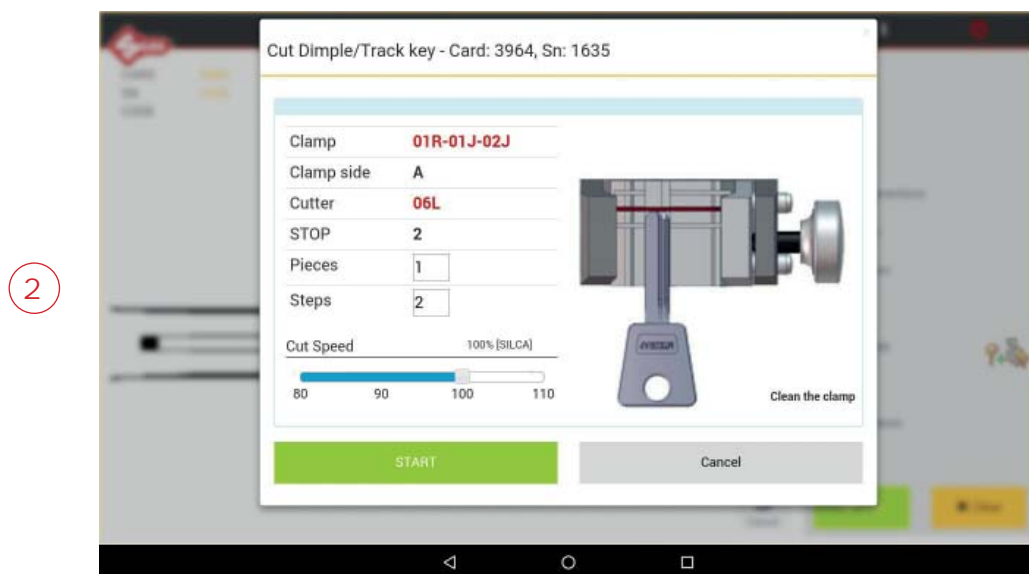 Cut Dimple/Track key - Card: 3964, Sn: 1635
Clamp 01R-01J-02J
Clamp side A
Cutter 06L
STOP 2
Pieces 1
Steps 2
Cut Speed 100% [SILCA]
80 90 100 110
Clean the clamp
START Cancel
2